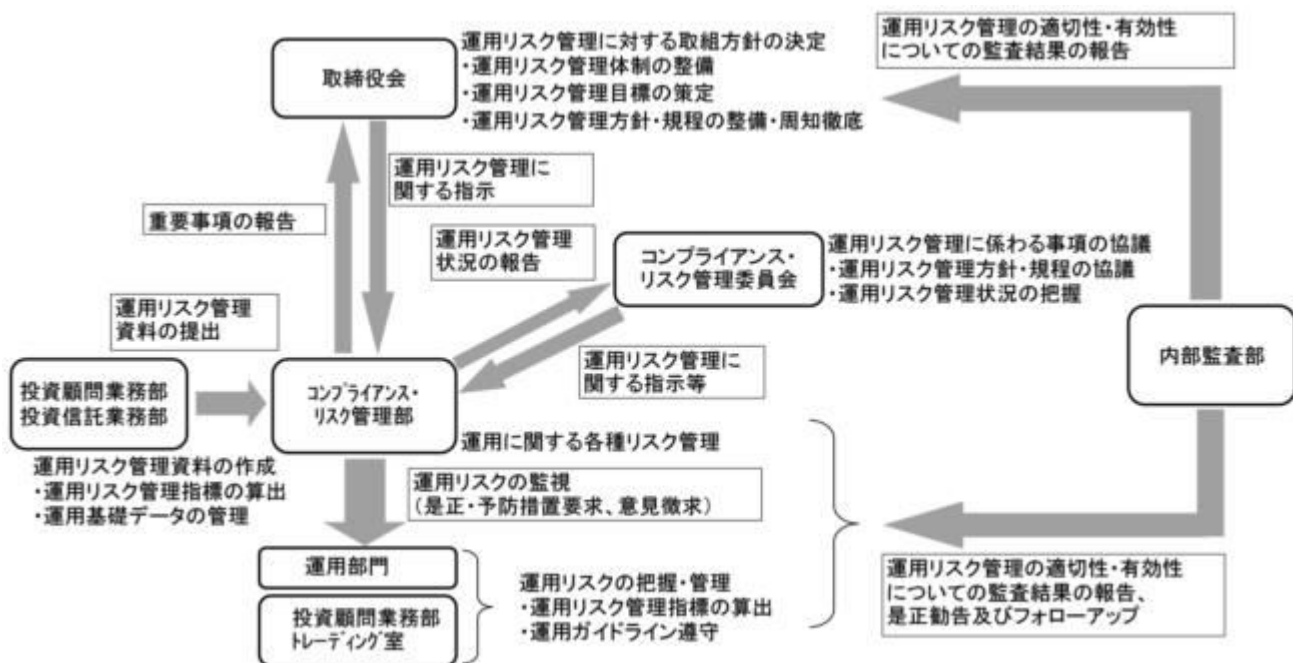 取締役会
運用リスク管理に対する取組方針の決定
・運用リスク管理体制の整備
・運用リスク管理目標の策定
・運用リスク管理方針・規程の整備・周知徹底
運用リスク管理の適切性・有効性
についての監査結果の報告
運用リスク管理に
関する指示
重要事項の報告
運用リスク管理
状況の報告
コンプライアンス・
リスク管理委員会
運用リスク管理に係わる事項の協議
・運用リスク管理方針・規程の協議
・運用リスク管理状況の把握
運用リスク管理
資料の提出
運用リスク管理に
関する指示等
内部監査部
投資顧問業務部
投資信託業務部
コンプライアンス・
リスク管理部
運用に関する各種リスク管理
運用リスク管理資料の作成
・運用リスク管理指標の算出
・運用基礎データの管理
運用リスクの監視
(是正・予防措置要求、意見徴求)
運用部門
投資顧問業務部
トレーディング室
運用リスクの把握・管理
・運用リスク管理指標の算出
・運用ガイドライン遵守
運用リスク管理の適切性・有効性
についての監査結果の報告、
是正勧告及びフォローアップ